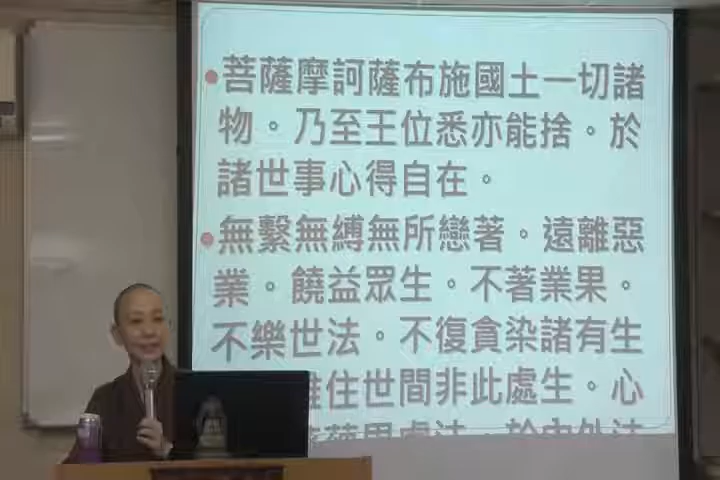 菩薩摩訶薩布施國土一切諸
物。乃至王位悉亦能捨。於
諸世事心得自在。
無繫無縛無所戀著。遠離惡
業。饒益眾生。不著業果。
不樂世法。不復貪染諸有生
住世間非此處生。心